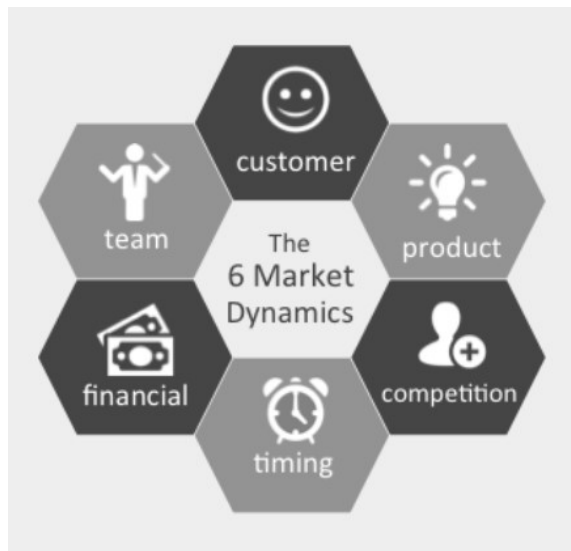 customer
team
product
The
6 Market
Dynamics
financial
competition
timing